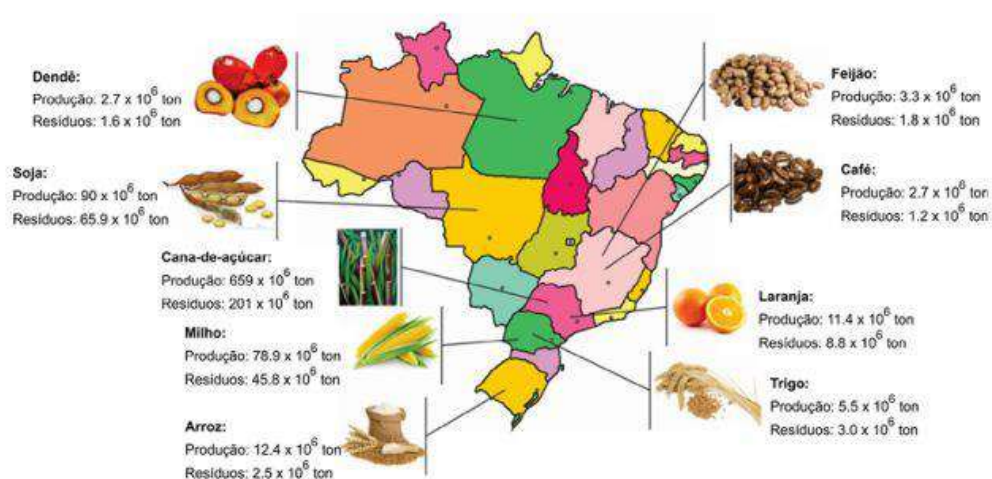 Dendê:
Produção: 2.7 x 10⁶ ton
Resíduos: 1.6 x 10⁶ ton
Soja:
Produção: 90 x 10⁶ ton
Resíduos: 65.9 x 10⁶ ton
Cana-de-açúcar:
Produção: 659 x 10⁶ ton
Resíduos: 201 x 10⁶ ton
Milho:
Produção: 78.9 x 10⁶ ton
Resíduos: 45.8 x 10⁶ ton
Arroz:
Produção: 12.4 x 10⁶ ton
Resíduos: 2.5 x 10⁶ ton
Feijão:
Produção: 3.3 x 10⁶ ton
Resíduos: 1.8 x 10⁶ ton
Café:
Produção: 2.7 x 10⁶ ton
Resíduos: 1.2 x 10⁶ ton
Laranja:
Produção: 11.4 x 10⁶ ton
Resíduos: 8.8 x 10⁶ ton
Trigo:
Produção: 5.5 x 10⁶ ton
Resíduos: 3.0 x 10⁶ ton